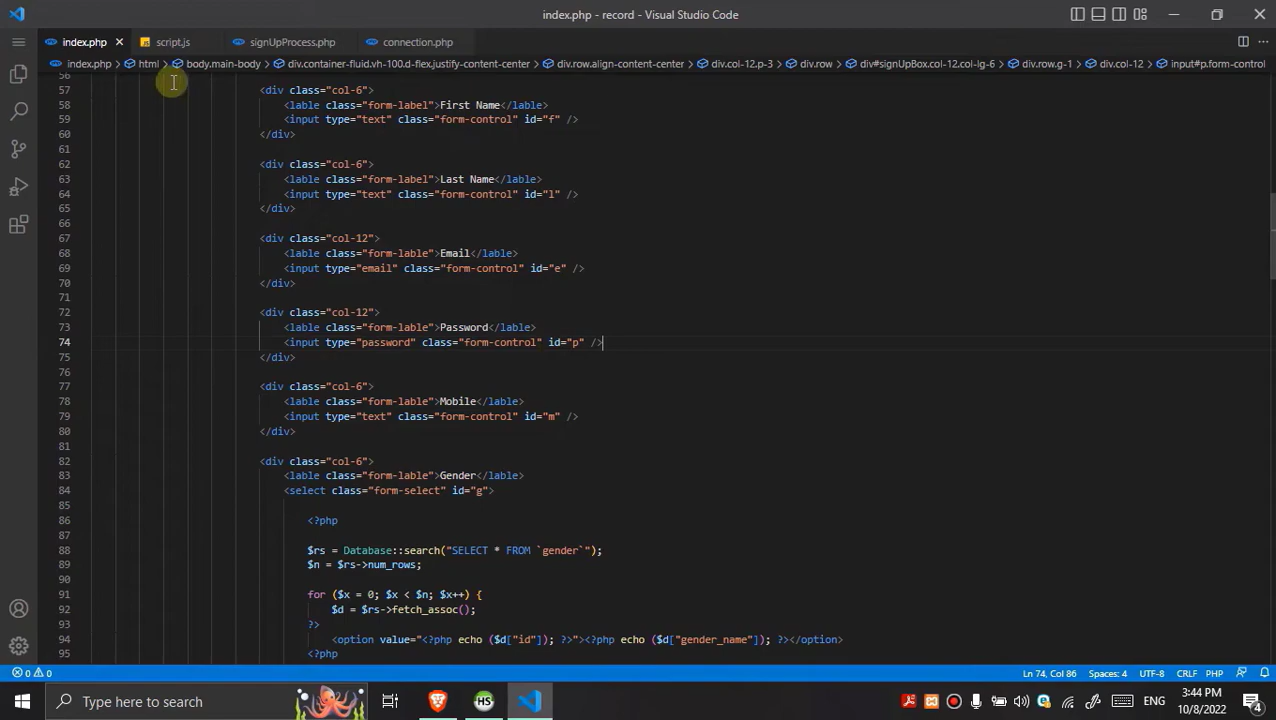 index.php - record - Visual Studio Code
index.php
script.js
signUpProcess.php
connection.php
index.php > html > body.main-body > div.container-fluid.vh-100.d-flex.justify-content-center > div.row.align-content-center > div.col-12.p-3 > div.row > div#signUpBox.col-12.col-lg-6 > div.row.g-1 > div.col-12 > input#p.form-control
56
57 <div class="col-6">
58 <lable class="form-lable">First Name</lable>
59 <input type="text" class="form-control" id="f" />
60 </div>
61
62 <div class="col-6">
63 <lable class="form-lable">Last Name</lable>
64 <input type="text" class="form-control" id="l" />
65 </div>
66
67 <div class="col-12">
68 <lable class="form-lable">Email</lable>
69 <input type="email" class="form-control" id="e" />
70 </div>
71
72 <div class="col-12">
73 <lable class="form-lable">Password</lable>
74 <input type="password" class="form-control" id="p" />
75 </div>
76
77 <div class="col-6">
78 <lable class="form-lable">Mobile</lable>
79 <input type="text" class="form-control" id="m" />
80 </div>
81
82 <div class="col-6">
83 <lable class="form-lable">Gender</lable>
84 <select class="form-select" id="g">
85
86 <?php
87
88 $rs = Database::search("SELECT * FROM `gender`");
89 $n = $rs->num_rows;
90
91 for ($x = 0; $x < $n; $x++) {
92 $d = $rs->fetch_assoc();
93 ?>
94 <option value="<?php echo ($d["id"]); ?>"><?php echo ($d["gender_name"]); ?></option>
95 <?php
0 0 Ln 74, Col 86 Spaces: 4 UTF-8 CRLF PHP
Type here to search
HS
ENG
3:44 PM
10/8/2022
4